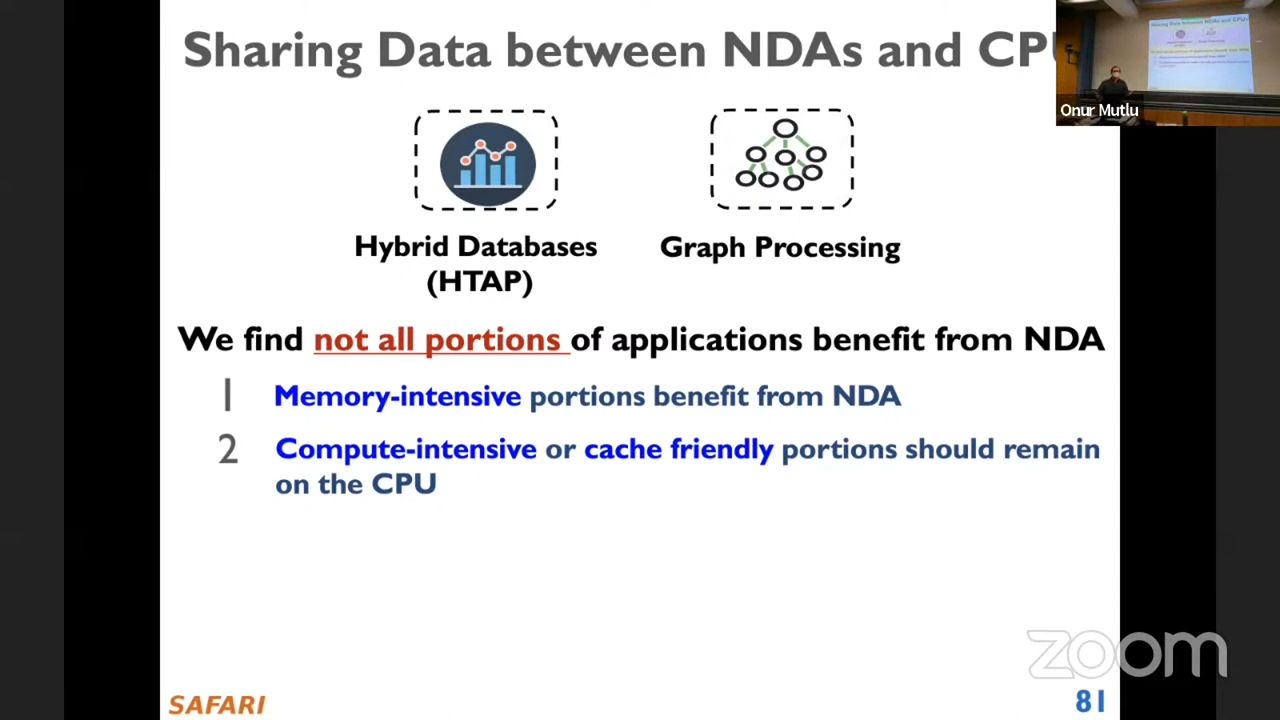 Sharing Data between NDAs and CPU
Onur Mutlu
Hybrid Databases
(HTAP)
Graph Processing
We find not all portions of applications benefit from NDA
1 Memory-intensive portions benefit from NDA
2 Compute-intensive or cache friendly portions should remain
on the CPU
zoom
SAFARI
81